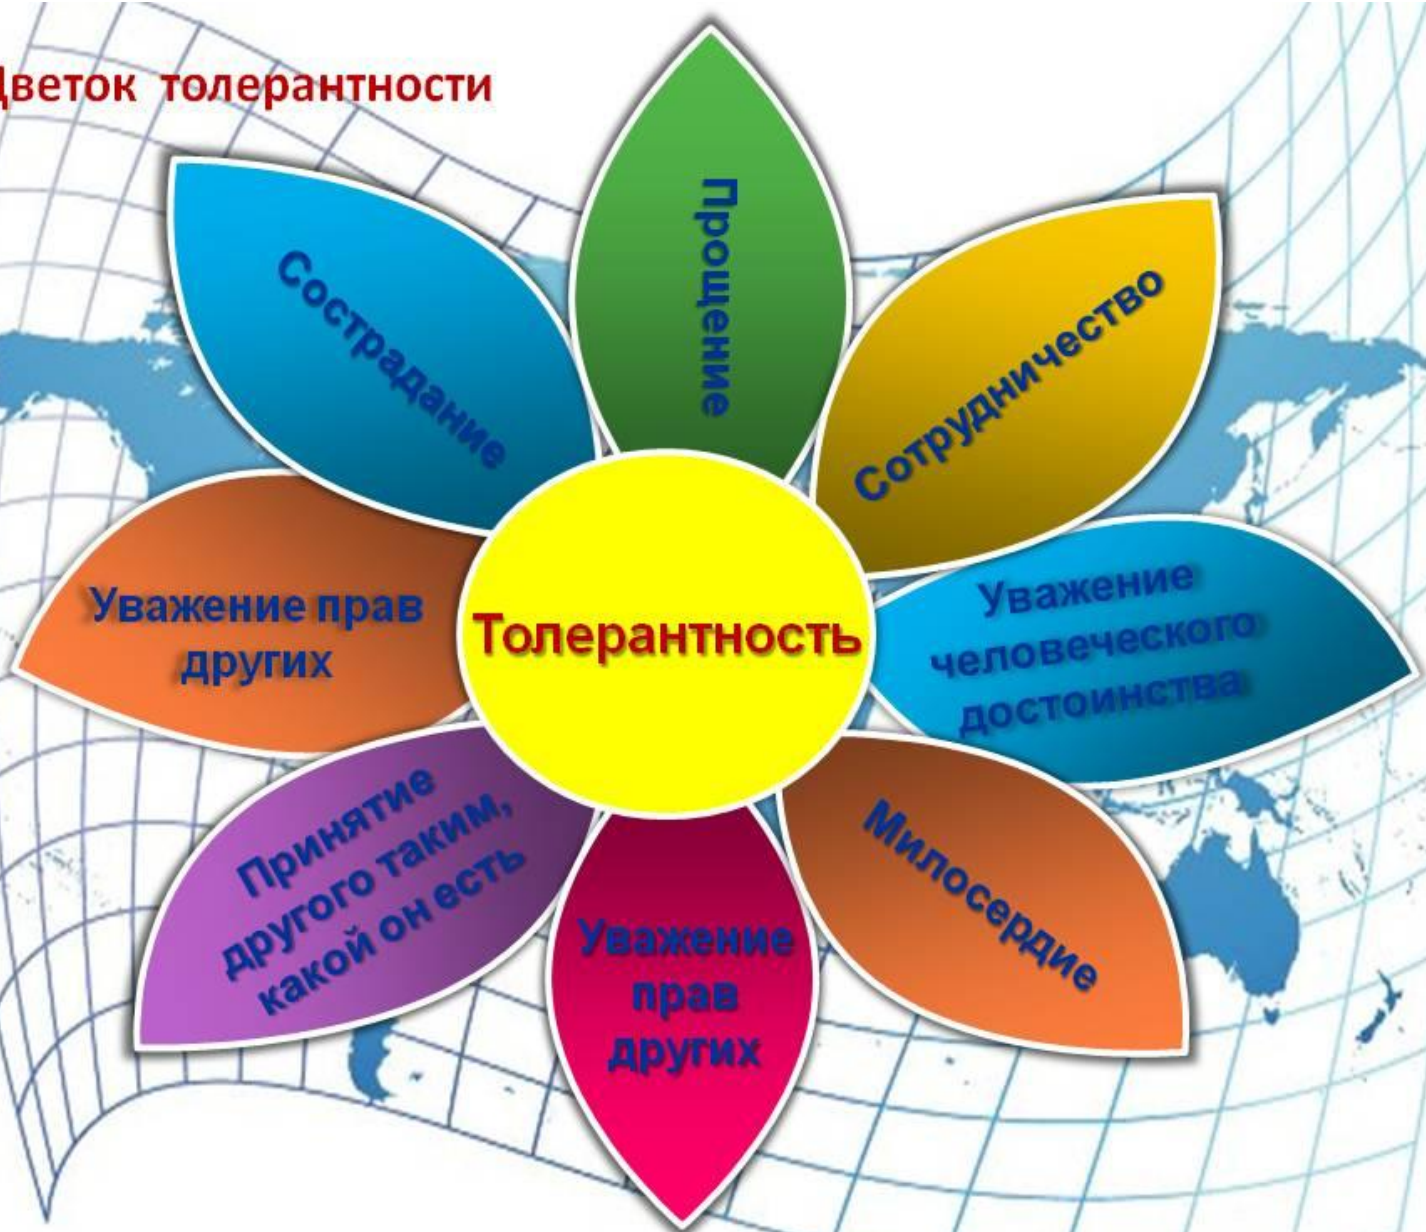 Цветок толерантности
Прощение
Сотрудничество
Уважение
человеческого
достоинства
Милосердие
Уважение
прав
других
Принятие
другого таким,
какой он есть
Уважение прав
других
Сострадание
Толерантность